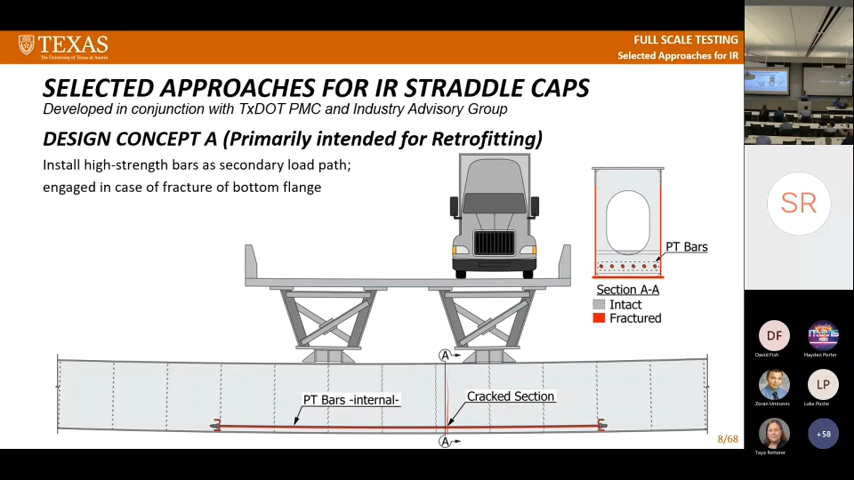 TEXAS
The University of Texas at Austin
FULL SCALE TESTING
Selected Approaches for IR
SELECTED APPROACHES FOR IR STRADDLE CAPS
Developed in conjunction with TxDOT PMC and Industry Advisory Group
DESIGN CONCEPT A (Primarily intended for Retrofitting)
Install high-strength bars as secondary load path;
engaged in case of fracture of bottom flange
PT Bars
Section A-A
Intact
Fractured
A
PT Bars -internal-
Cracked Section
A
8/68
SR
DF
David Fish
Hayden Porter
Zoran Urnicevic
LP
Luke Poche
Taya Retterer
+58